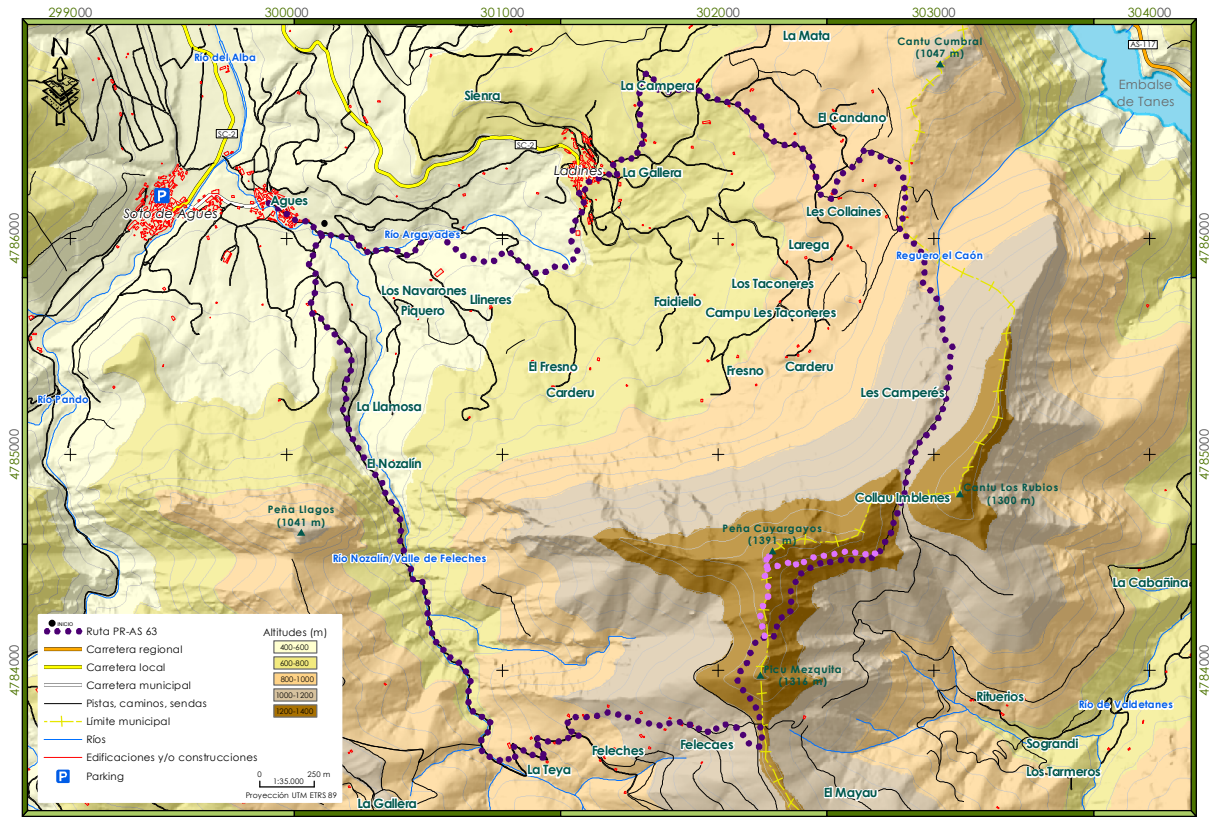 299000
300000
301000
302000
303000
304000
N
Río del Alba
La Mata
Cantu Cumbral
(1047 m)
AS-117
Embalse
de Tanes
Sienra
La Campera
El Candano
SC-2
SC-2
Ladines
La Gallera
P
Agues
Soto de Agues
Les Collaines
4786000
Río Argayades
Larega
Reguero el Caón
4786000
Los Navarones
Llineres
Piquero
Los Taconeres
Faidiello
Campu Les Taconeres
El Fresno
Carderu
Fresno
Carderu
Río Pando
La Llamosa
Les Camperés
4785000
El Nozalín
4785000
Collau Imblenes
Cantu Los Rubios
(1300 m)
Peña Llagos
(1041 m)
Peña Cuyargayos
(1391 m)
Río Nozalín/Valle de Feleches
La Cabañina
INICIO
Ruta PR-AS 63
Carretera regional
Carretera local
Carretera municipal
Pistas, caminos, sendas
Límite municipal
Ríos
Edificaciones y/o construcciones
P
Parking
Altitudes (m)
400-600
600-800
800-1000
1000-1200
1200-1400
0
250 m
1:35.000
Proyección UTM ETRS 89
4784000
Picu Mezquita
(1316 m)
4784000
Rituerios
Río de Valdetanes
Felecaes
Feleches
Sograndi
La Teya
Los Tarmeros
La Gallera
El Mayau